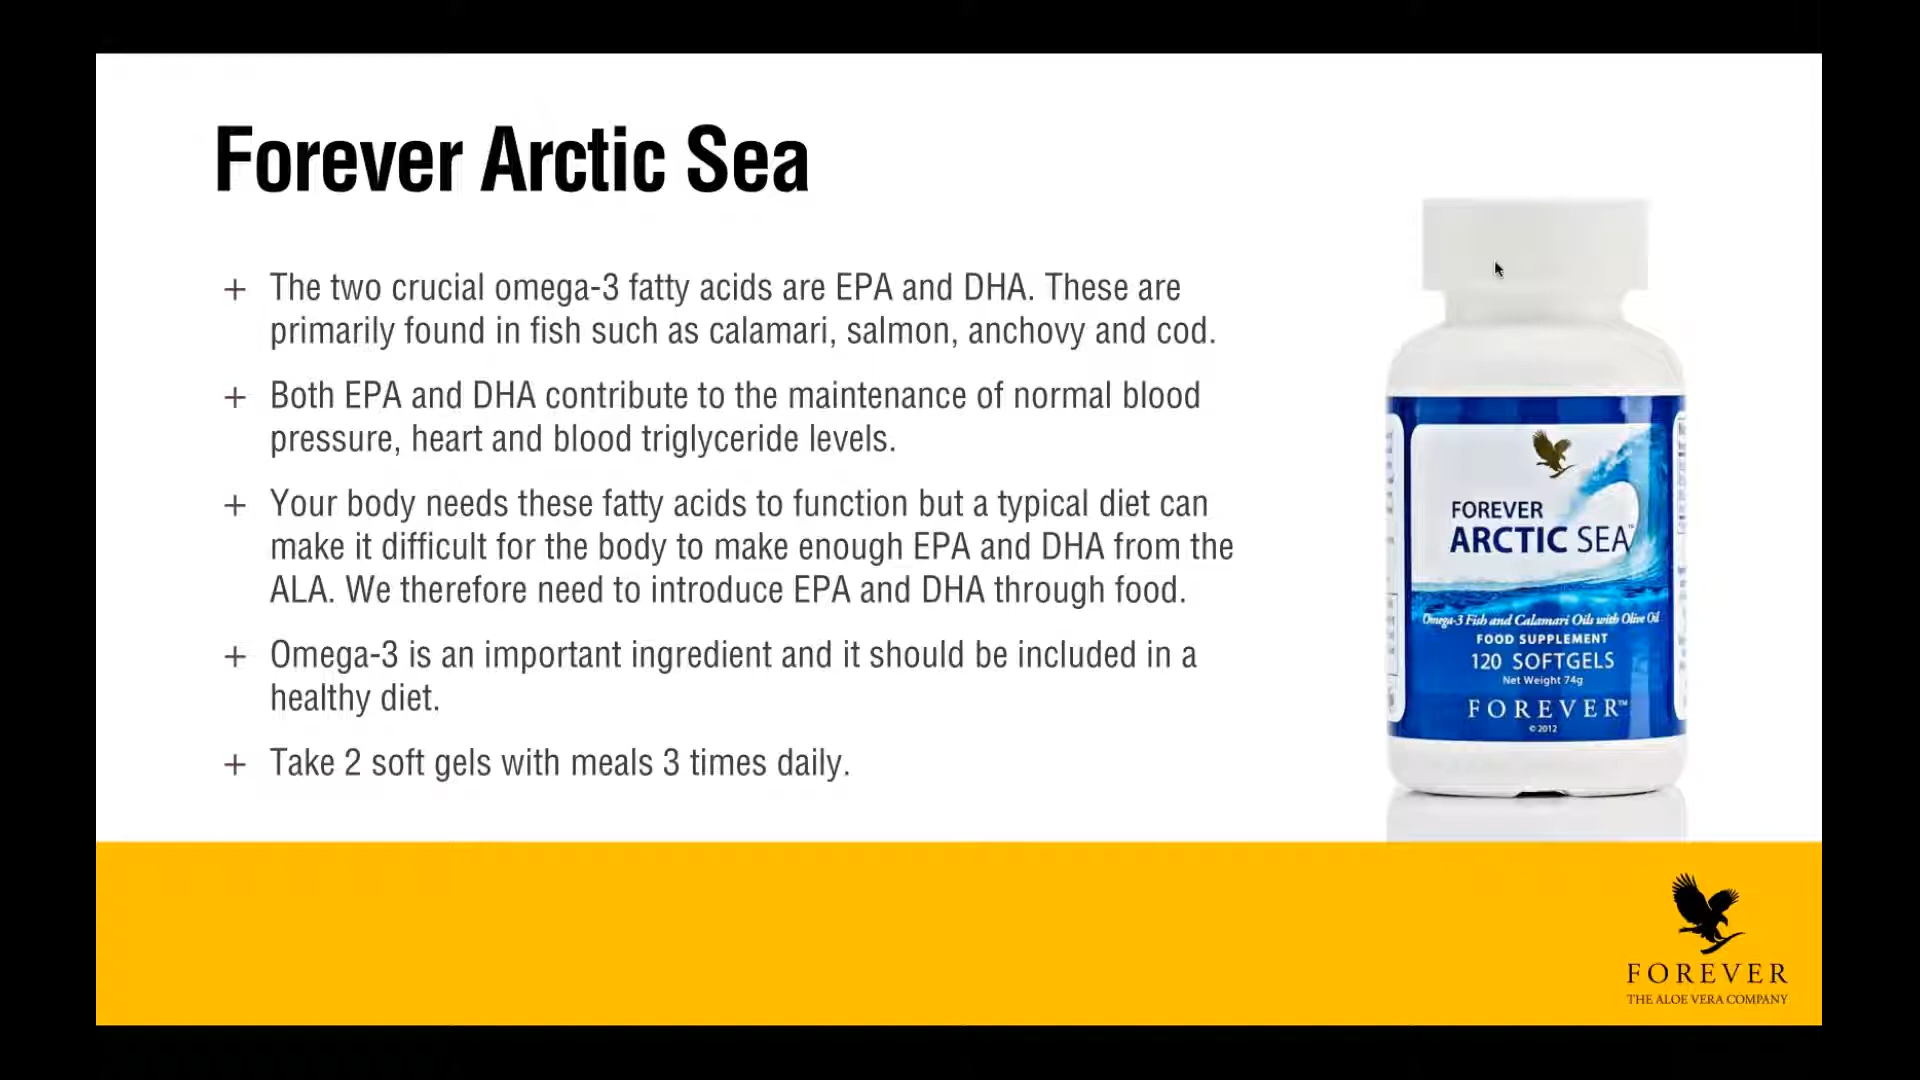 Forever Arctic Sea
+ The two crucial omega-3 fatty acids are EPA and DHA. These are
primarily found in fish such as calamari, salmon, anchovy and cod.
+ Both EPA and DHA contribute to the maintenance of normal blood
pressure, heart and blood triglyceride levels.
+ Your body needs these fatty acids to function but a typical diet can
make it difficult for the body to make enough EPA and DHA from the
ALA. We therefore need to introduce EPA and DHA through food.
+ Omega-3 is an important ingredient and it should be included in a
healthy diet.
+ Take 2 soft gels with meals 3 times daily.
FOREVER
ARCTIC SEA™
Omega-3 Fish and Calamari Oils with Olive Oil
FOOD SUPPLEMENT
120 SOFTGELS
Net Weight 74g
FOREVER™
© 2012
FOREVER
THE ALOE VERA COMPANY